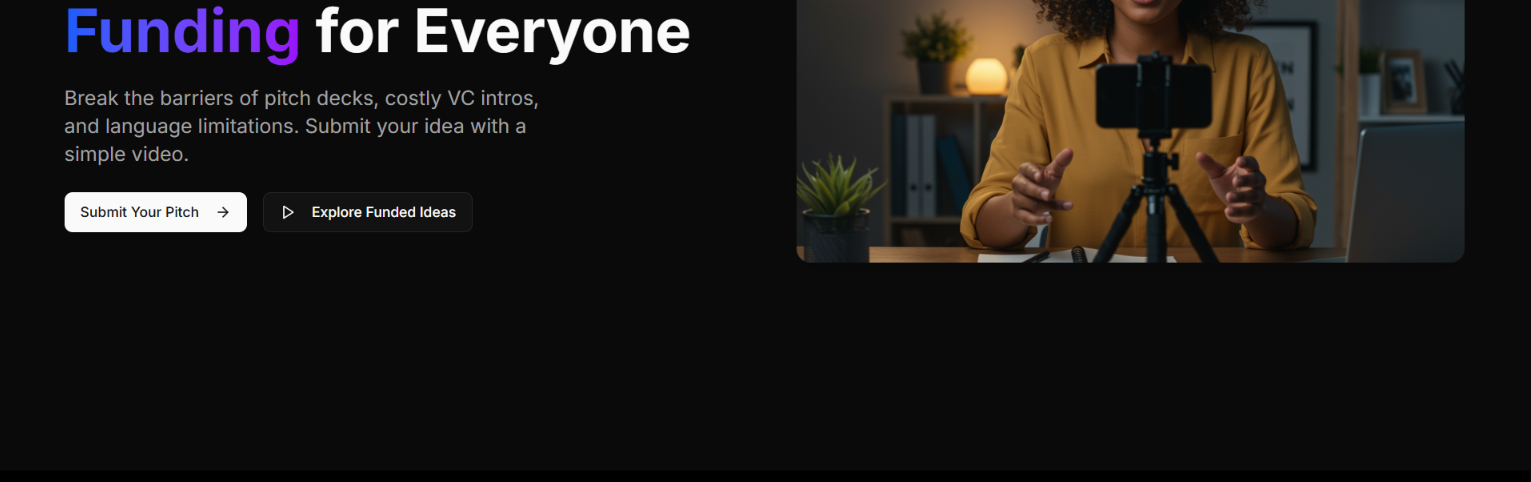 Funding for Everyone
Break the barriers of pitch decks, costly VC intros,
and language limitations. Submit your idea with a
simple video.
Submit Your Pitch
Explore Funded Ideas